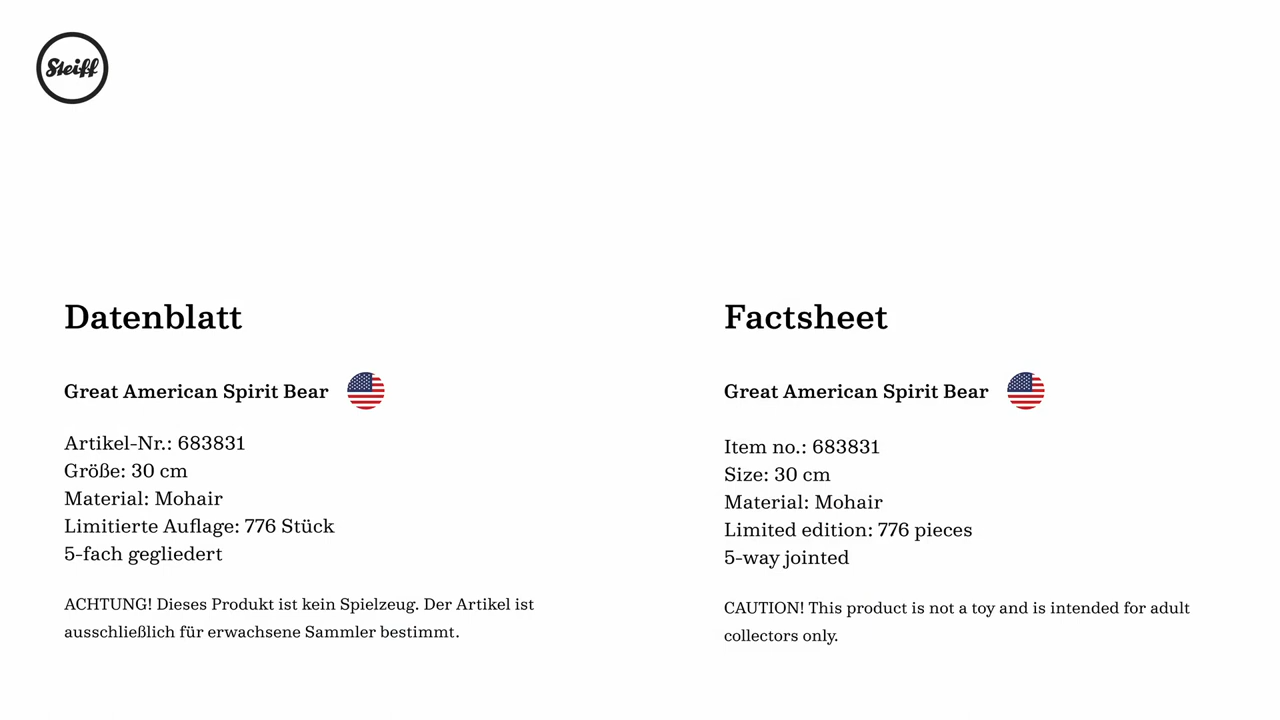 Steiff
Datenblatt
Great American Spirit Bear
Artikel-Nr.: 683831
Größe: 30 cm
Material: Mohair
Limitierte Auflage: 776 Stück
5-fach gegliedert
ACHTUNG! Dieses Produkt ist kein Spielzeug. Der Artikel ist
ausschließlich für erwachsene Sammler bestimmt.
Factsheet
Great American Spirit Bear
Item no.: 683831
Size: 30 cm
Material: Mohair
Limited edition: 776 pieces
5-way jointed
CAUTION! This product is not a toy and is intended for adult
collectors only.